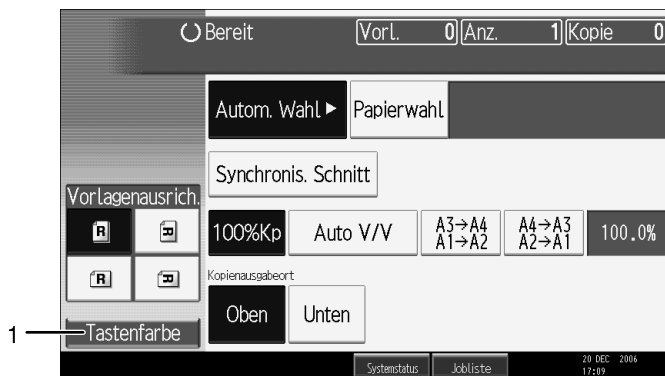 Bereit Vorl. 0 Anz. 1 Kopie 0
Autom. Wahl ► Papierwahl
Synchronis. Schnitt
Vorlagenausrich.
R R
100%Kp Auto V/V A3→A4 A4→A3 100.0%
A1→A2 A2→A1
R R
Kopienausgabeort
Oben Unten
1 Tastenfarbe
Systemstatus Jobliste 20 DEC 2006
17:09